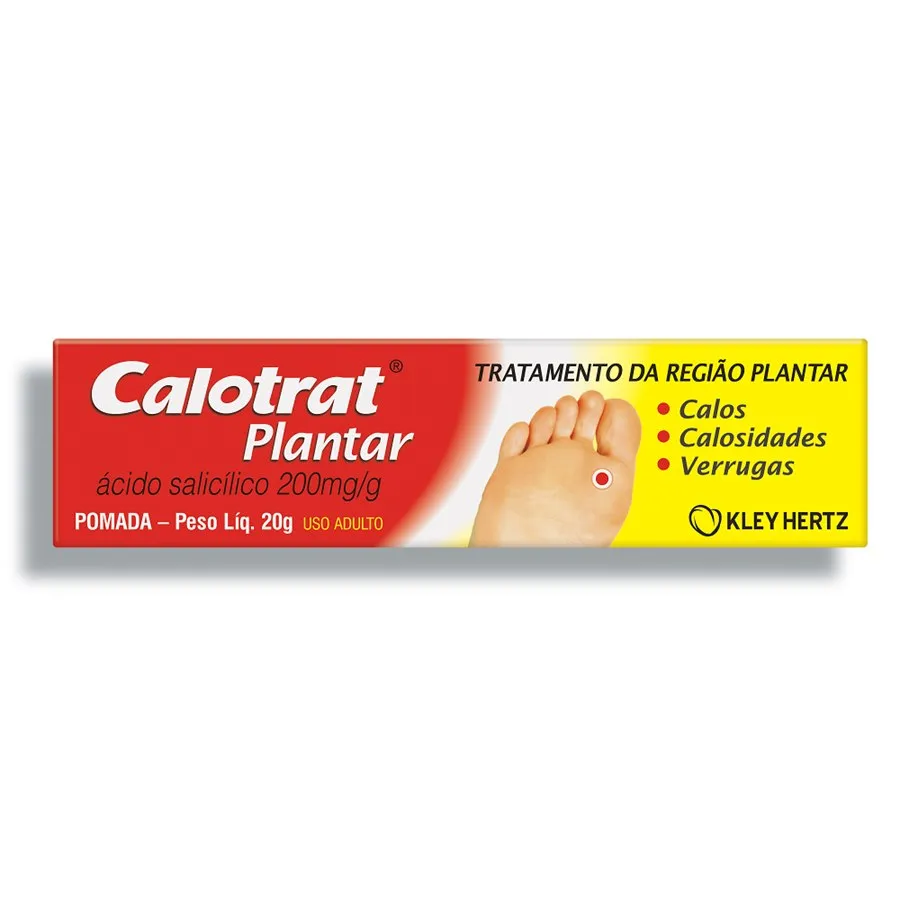 Calotrat®
Plantar
ácido salicílico 200mg/g
POMADA – Peso Líq. 20g USO ADULTO
TRATAMENTO DA REGIÃO PLANTAR
• Calos
• Calosidades
• Verrugas
KLEY HERTZ